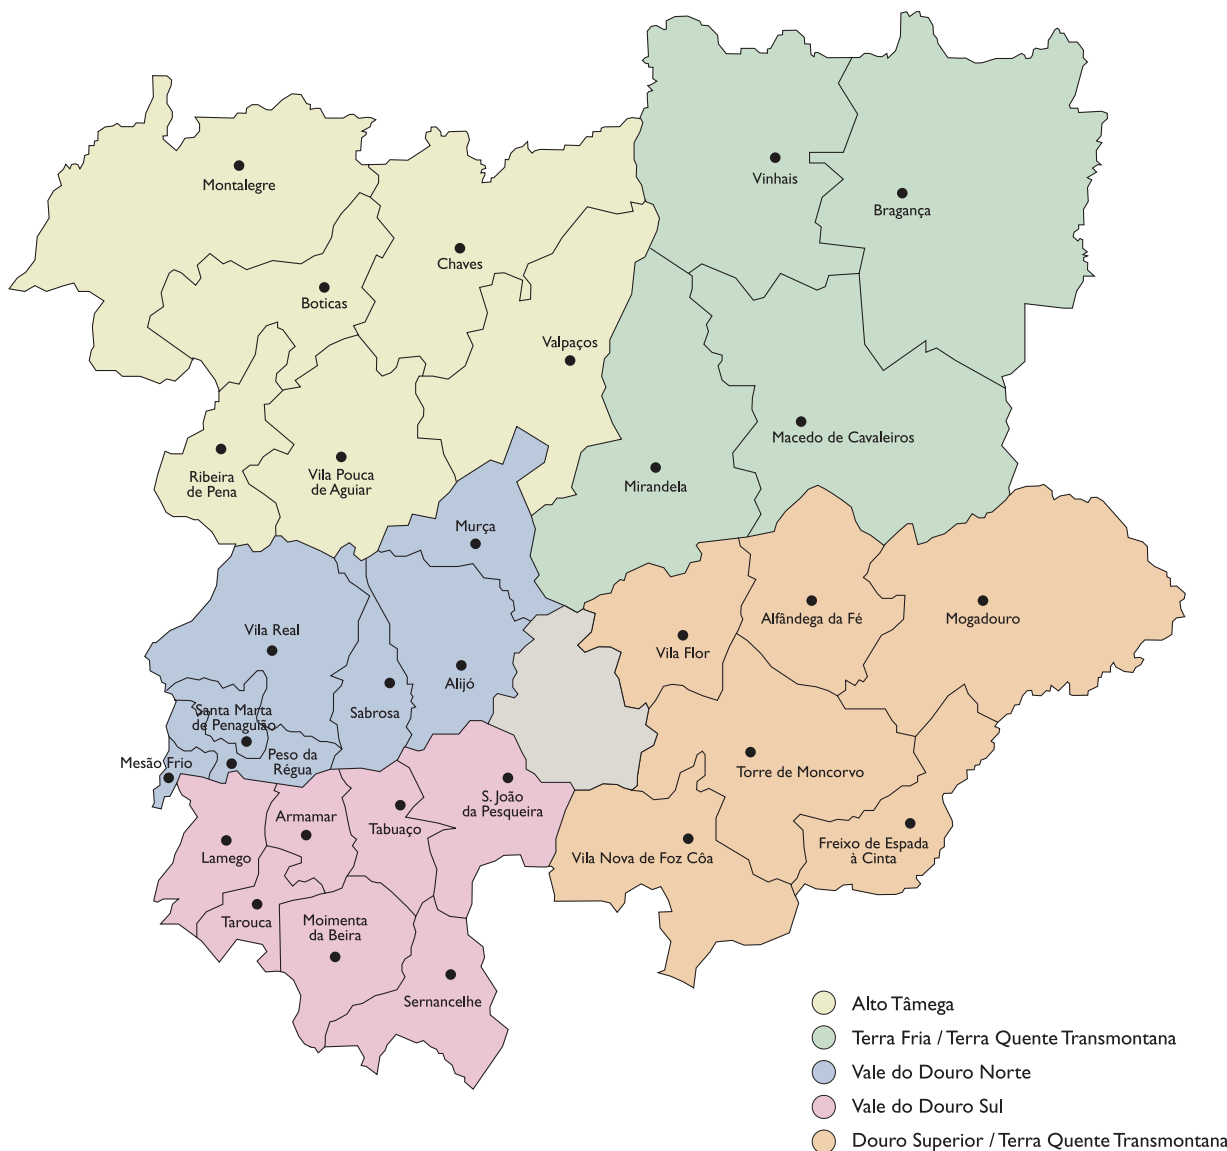 Montalegre
Vinhais
Bragança
Chaves
Boticas
Valpaços
Macedo de Cavaleiros
Ribeira
de Pena
Vila Pouca
de Aguiar
Mirandela
Murça
Vila Real
Alfândega da Fé
Mogadouro
Vila Flor
Alijó
Sabrosa
Santa Marta
de Penaguião
Mesão Frio
Peso da
Régua
Torre de Moncorvo
S. João
da Pesqueira
Armamar
Tabuaço
Lamego
Vila Nova de Foz Côa
Freixo de Espada
à Cinta
Tarouca
Moimenta
da Beira
Sernancelhe
Alto Tâmega
Terra Fria / Terra Quente Transmontana
Vale do Douro Norte
Vale do Douro Sul
Douro Superior / Terra Quente Transmontana